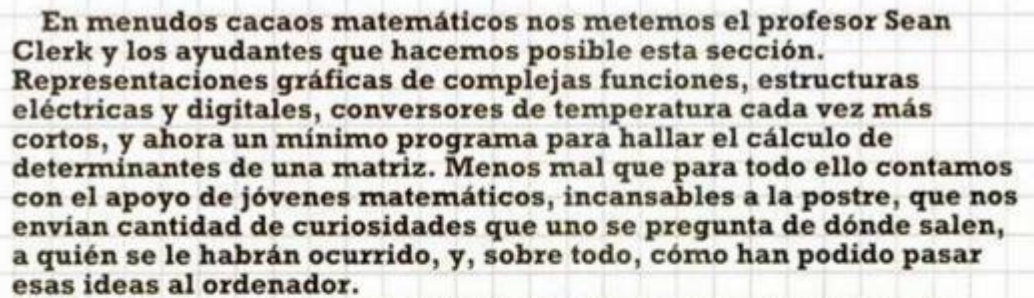 En menudos cacaos matemáticos nos metemos el profesor Sean
Clerk y los ayudantes que hacemos posible esta sección.
Representaciones gráficas de complejas funciones, estructuras
eléctricas y digitales, conversores de temperatura cada vez más
cortos, y ahora un mínimo programa para hallar el cálculo de
determinantes de una matriz. Menos mal que para todo ello contamos
con el apoyo de jóvenes matemáticos, incansables a la postre, que nos
envían cantidad de curiosidades que uno se pregunta de dónde salen,
a quién se le habrán ocurrido, y, sobre todo, cómo han podido pasar
esas ideas al ordenador.